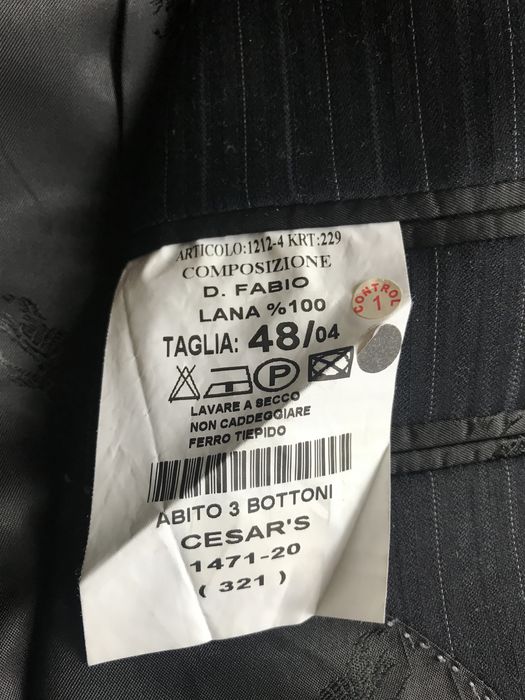 ARTICOLO:1212-4 KRT:229
COMPOSIZIONE
D. FABIO
LANA %100
CONTROL
1
TAGLIA: 48/04
P
LAVARE A SECCO
NON CADDEGGIARE
FERRO TIEPIDO
ABITO 3 BOTTONI
CESAR'S
1471-20
( 321 )